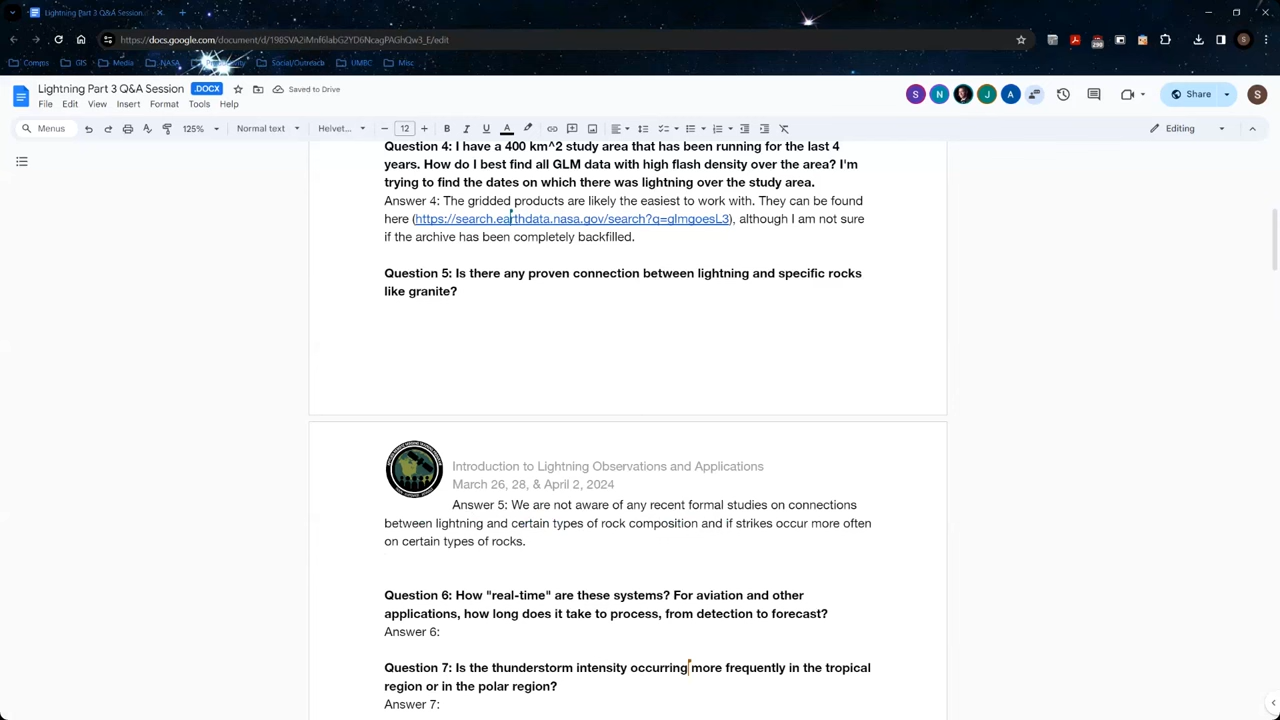 Lightning Part 3 Q&A Session
https://docs.google.com/document/d/198SVA2iMnf6labG2YD6NcagPAGhQw3_E/edit
Comps GIS Media NASA Productivity Social/Outreach UMBC Misc
Lightning Part 3 Q&A Session .DOCX Saved to Drive
File Edit View Insert Format Tools Help
S N J A Share S
Menus 125% Normal text Helvet... 12 B I U A Editing
Question 4: I have a 400 km^2 study area that has been running for the last 4
years. How do I best find all GLM data with high flash density over the area? I'm
trying to find the dates on which there was lightning over the study area.
Answer 4: The gridded products are likely the easiest to work with. They can be found
here (https://search.earthdata.nasa.gov/search?q=glmgoesL3), although I am not sure
if the archive has been completely backfilled.
Question 5: Is there any proven connection between lightning and specific rocks
like granite?
Introduction to Lightning Observations and Applications
March 26, 28, & April 2, 2024
Answer 5: We are not aware of any recent formal studies on connections
between lightning and certain types of rock composition and if strikes occur more often
on certain types of rocks.
Question 6: How "real-time" are these systems? For aviation and other
applications, how long does it take to process, from detection to forecast?
Answer 6:
Question 7: Is the thunderstorm intensity occurring more frequently in the tropical
region or in the polar region?
Answer 7: